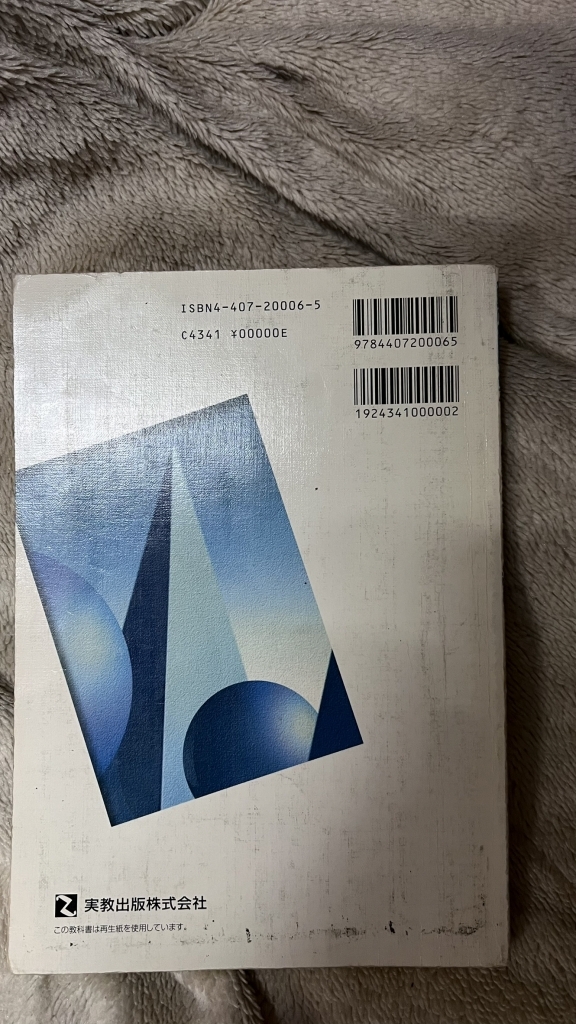 ISBN4-407-20006-5
C4341 ¥00000E
9784407200065
1924341000002
実教出版株式会社
この教科書は再生紙を使用しています。